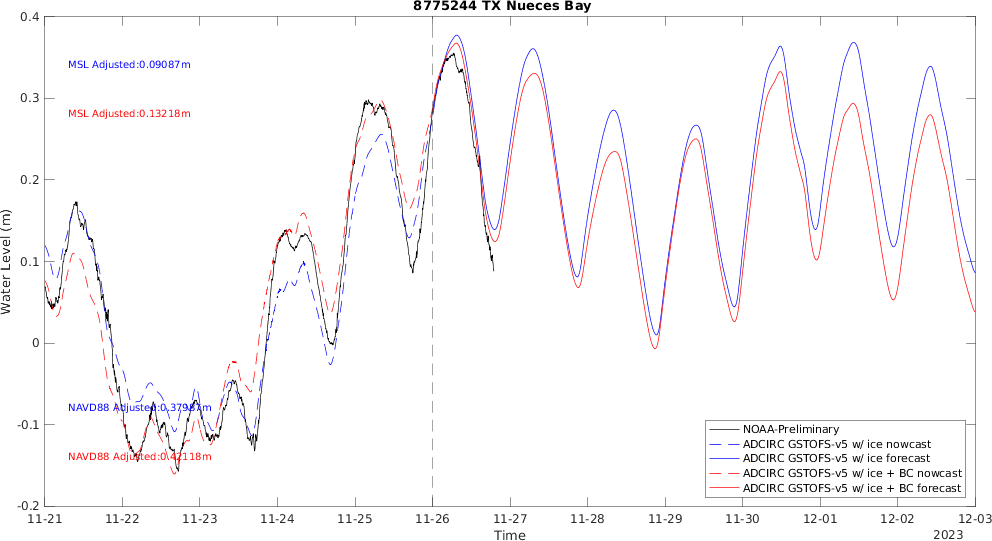 8775244 TX Nueces Bay
0.4
0.3
0.2
0.1
0
-0.1
-0.2
Water Level (m)
MSL Adjusted:0.09087m
MSL Adjusted:0.13218m
NAVD88 Adjusted:0.37987m
NAVD88 Adjusted:0.42118m
NOAA-Preliminary
ADCIRC GSTOFS-v5 w/ ice nowcast
ADCIRC GSTOFS-v5 w/ ice forecast
ADCIRC GSTOFS-v5 w/ ice + BC nowcast
ADCIRC GSTOFS-v5 w/ ice + BC forecast
11-21 11-22 11-23 11-24 11-25 11-26 11-27 11-28 11-29 11-30 12-01 12-02 12-03
Time
2023